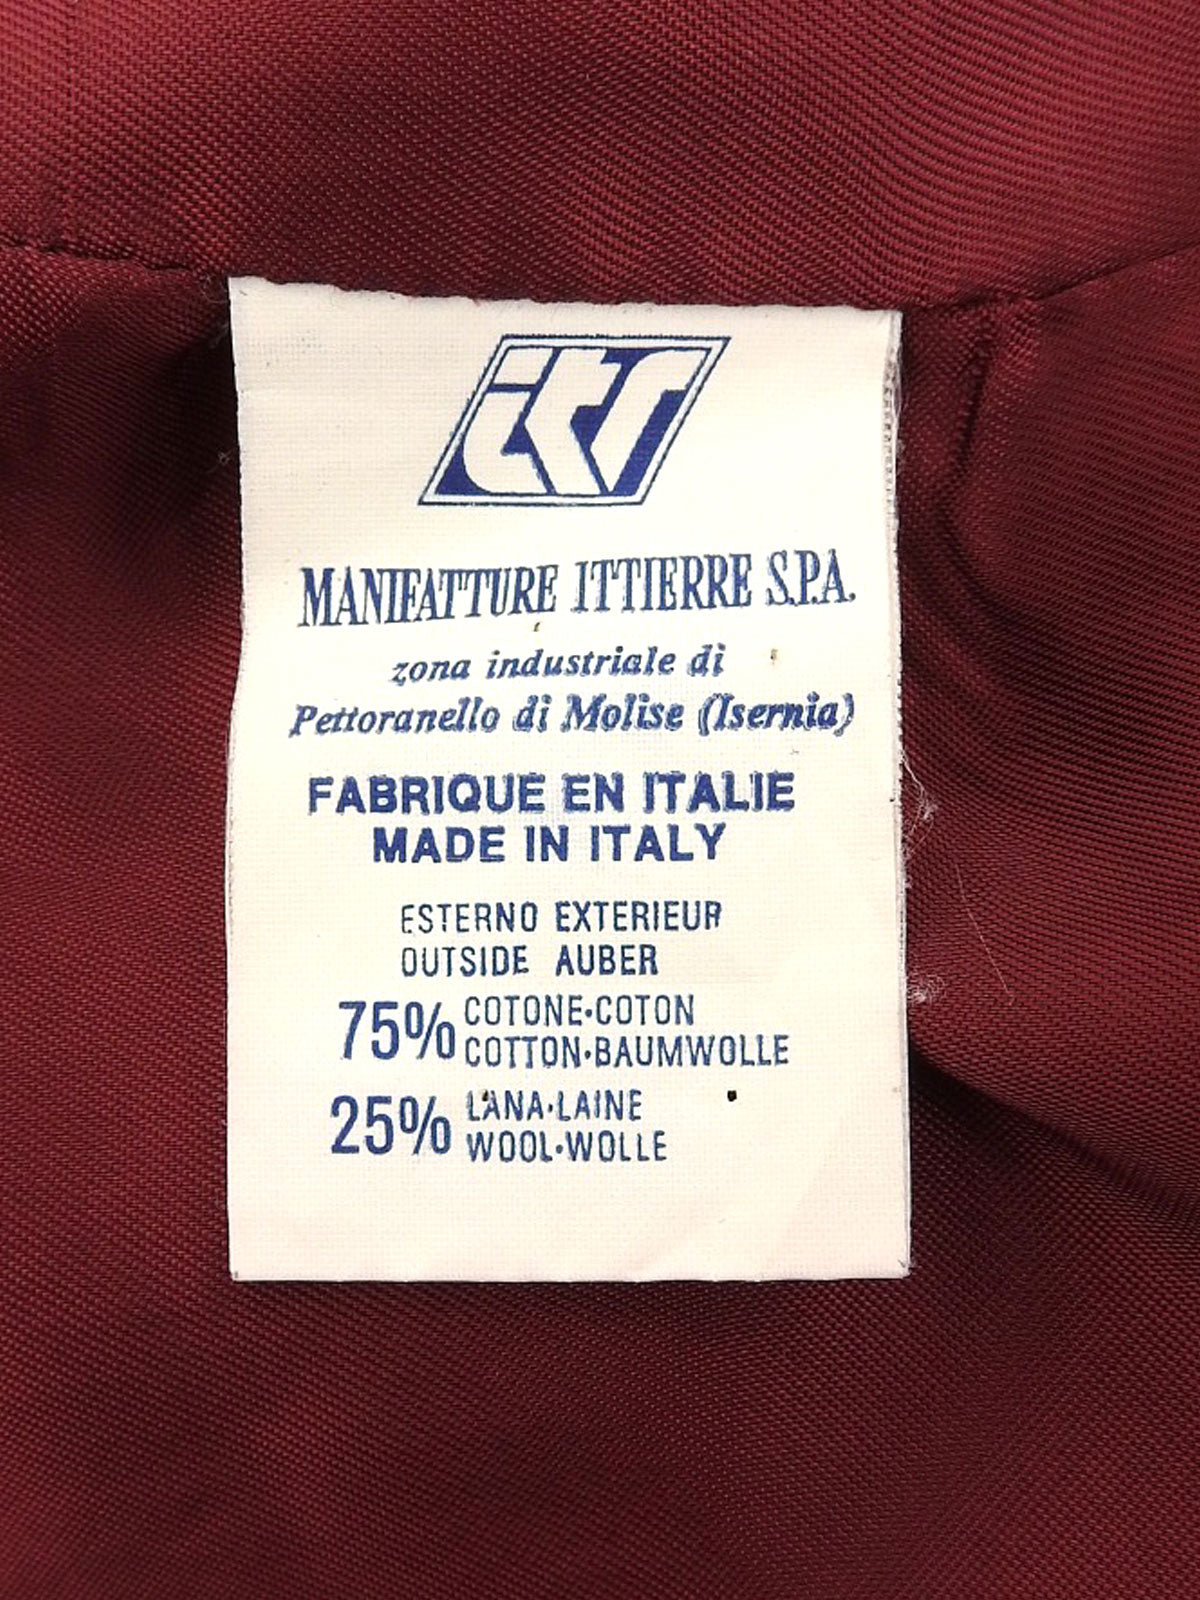 itr
MANIFATTURE ITTIERRE S.P.A.
zona industriale di
Pettoranello di Molise (Isernia)
FABRIQUE EN ITALIE
MADE IN ITALY
ESTERNO EXTERIEUR
OUTSIDE AUBER
75% COTONE·COTON
COTTON·BAUMWOLLE
25% LANA·LAINE
WOOL·WOLLE